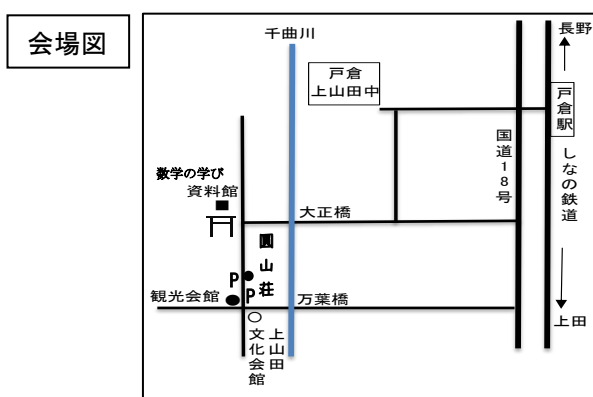 会場図
千曲川
長野
戸倉
上山田中
戸倉駅
国道18号
しなの鉄道
数学の学び
資料館
大正橋
圓山荘
P
P
観光会館
万葉橋
上田
上山田
文化会館